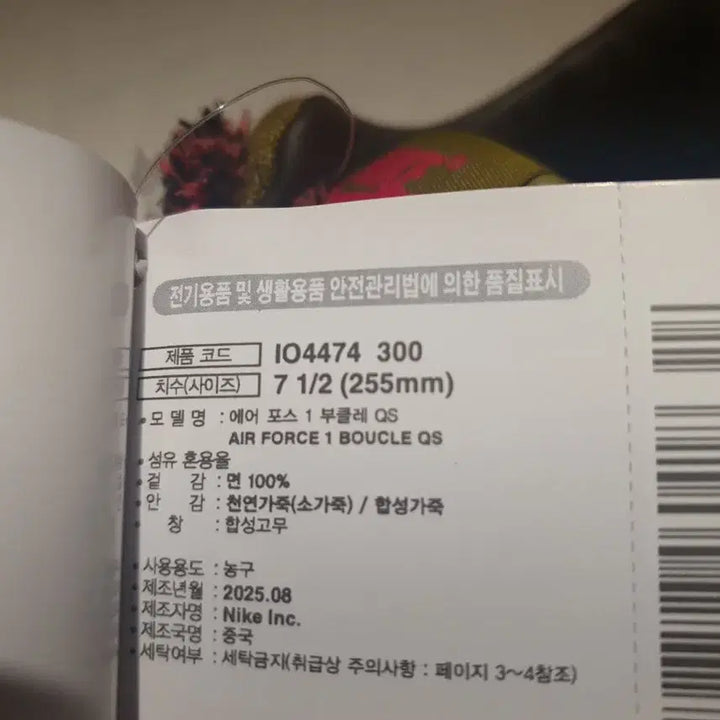 전기용품 및 생활용품 안전관리법에 의한 품질표시
제품 코드 IO4474 300
치수(사이즈) 7 1/2 (255mm)
•모 델 명 : 에어 포스 1 부클레 QS
AIR FORCE 1 BOUCLE QS
•섬유 혼용율
•겉 감 : 면 100%
•안 감 : 천연가죽(소가죽) / 합성가죽
•창 : 합성고무
•사용용도 : 농구
•제조년월 : 2025.08
•제조자명 : Nike Inc.
•제조국명 : 중국
•세탁여부 : 세탁금지(취급상 주의사항 : 페이지 3~4참조)